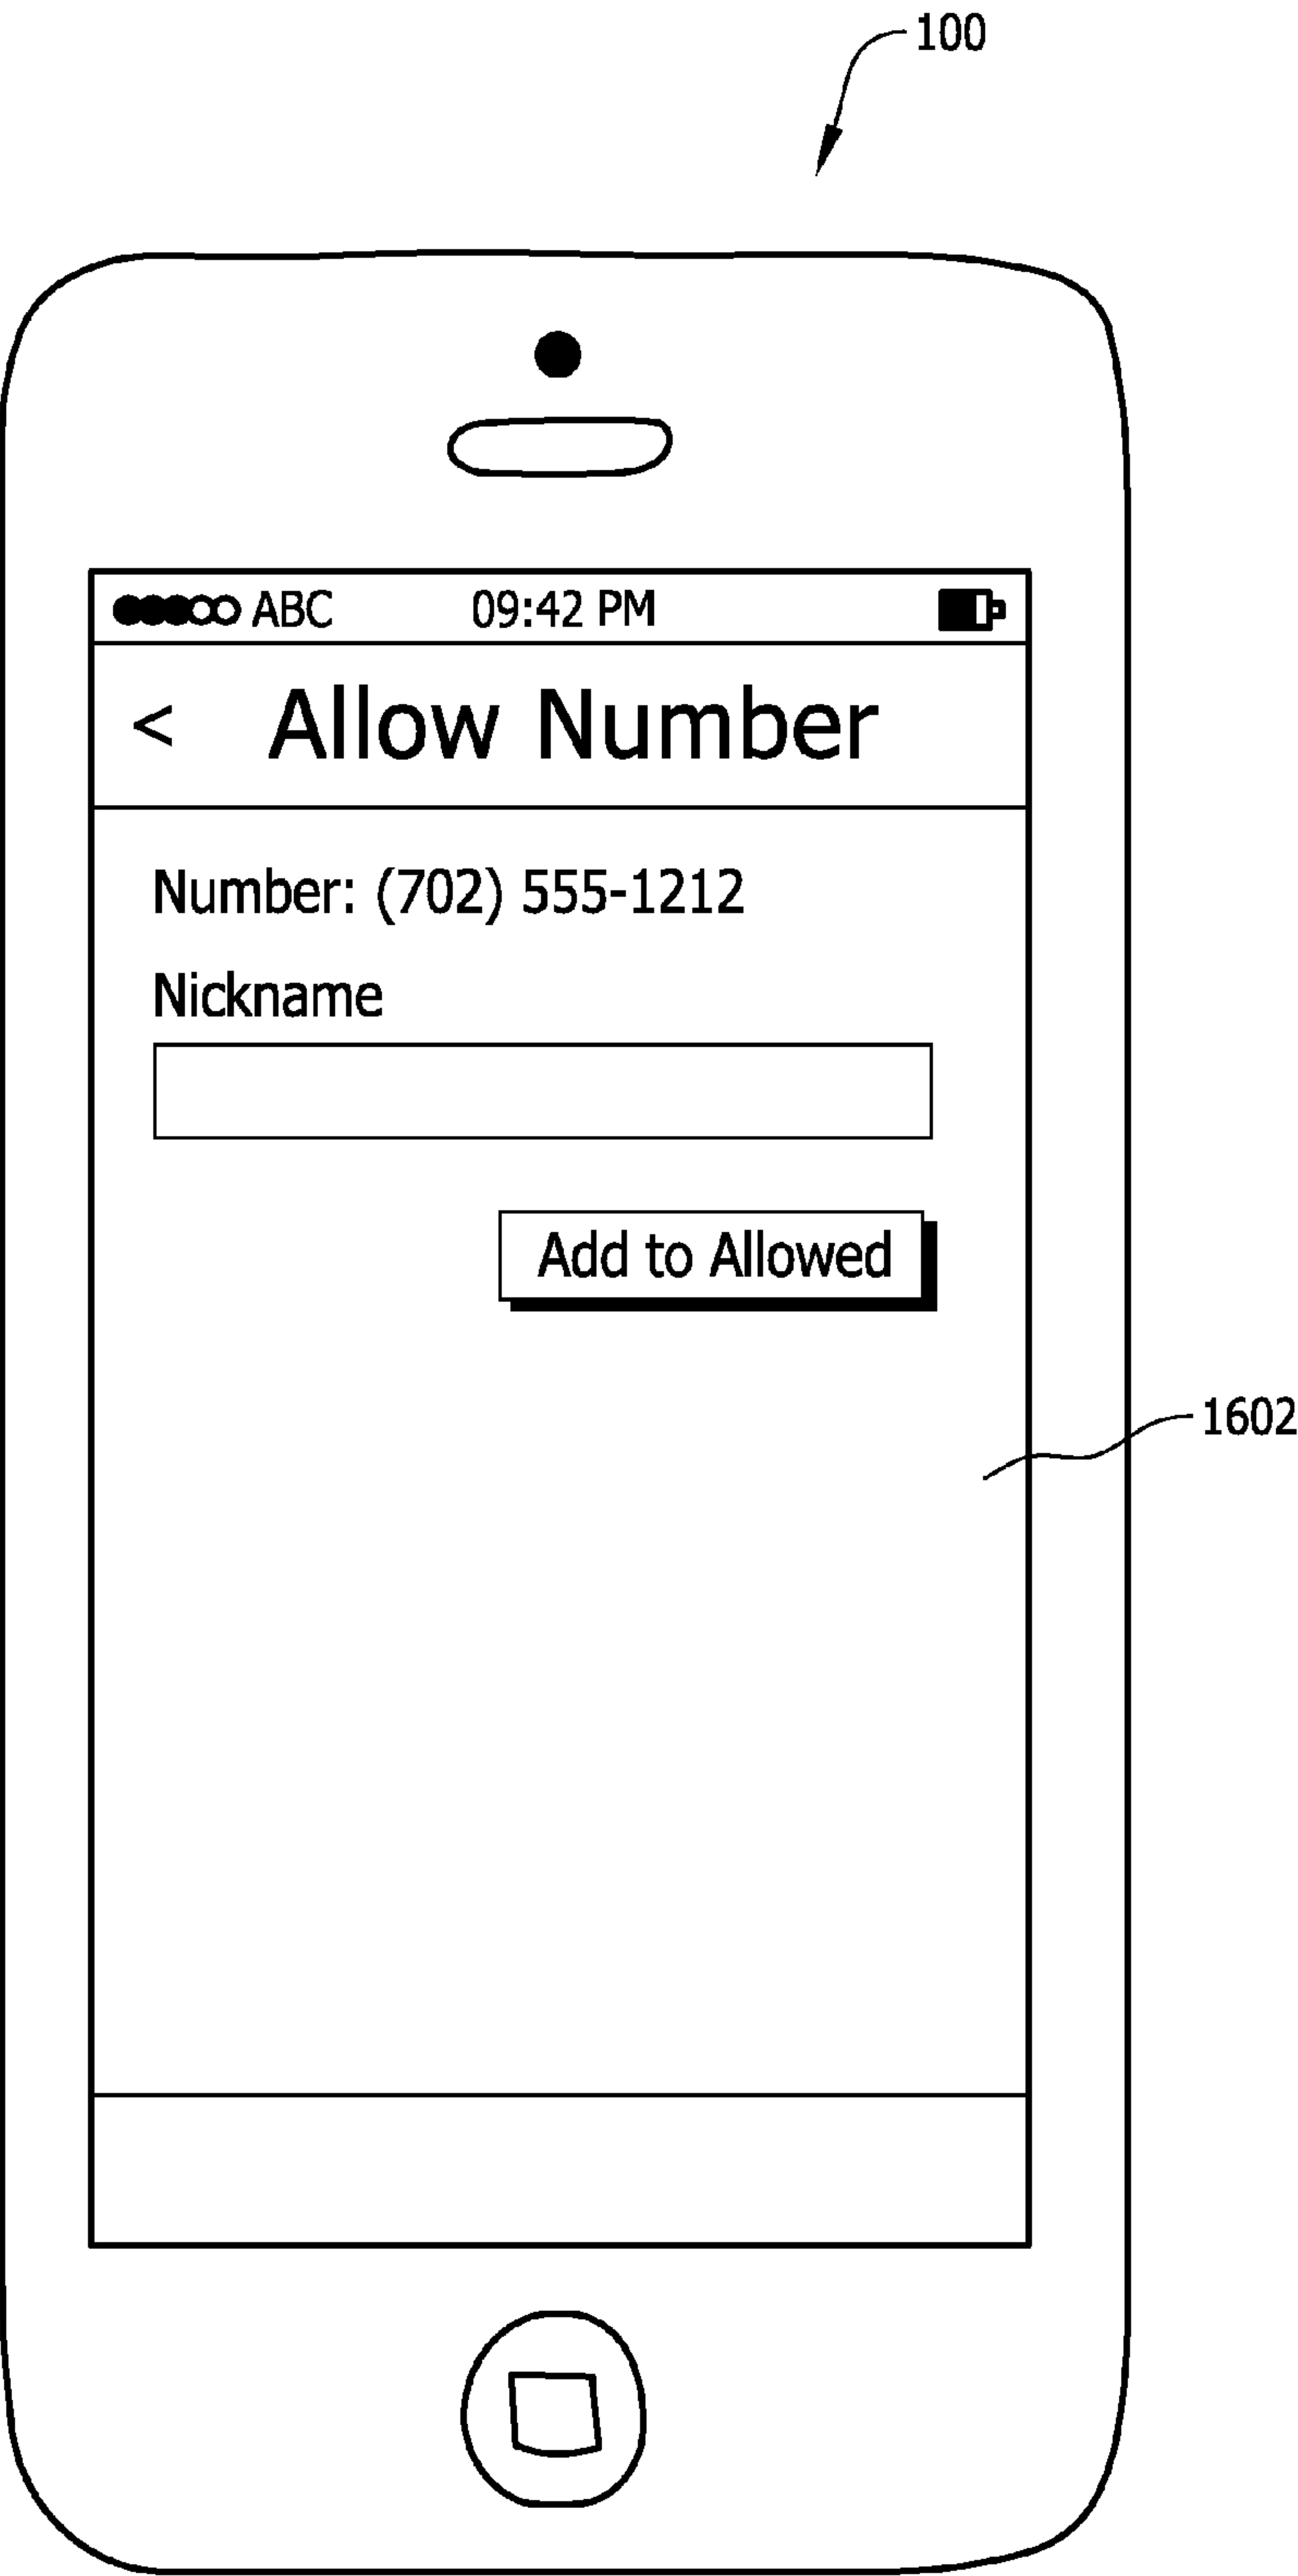 100
ABC 09:42 PM
< Allow Number
Number: (702) 555-1212
Nickname
Add to Allowed
1602